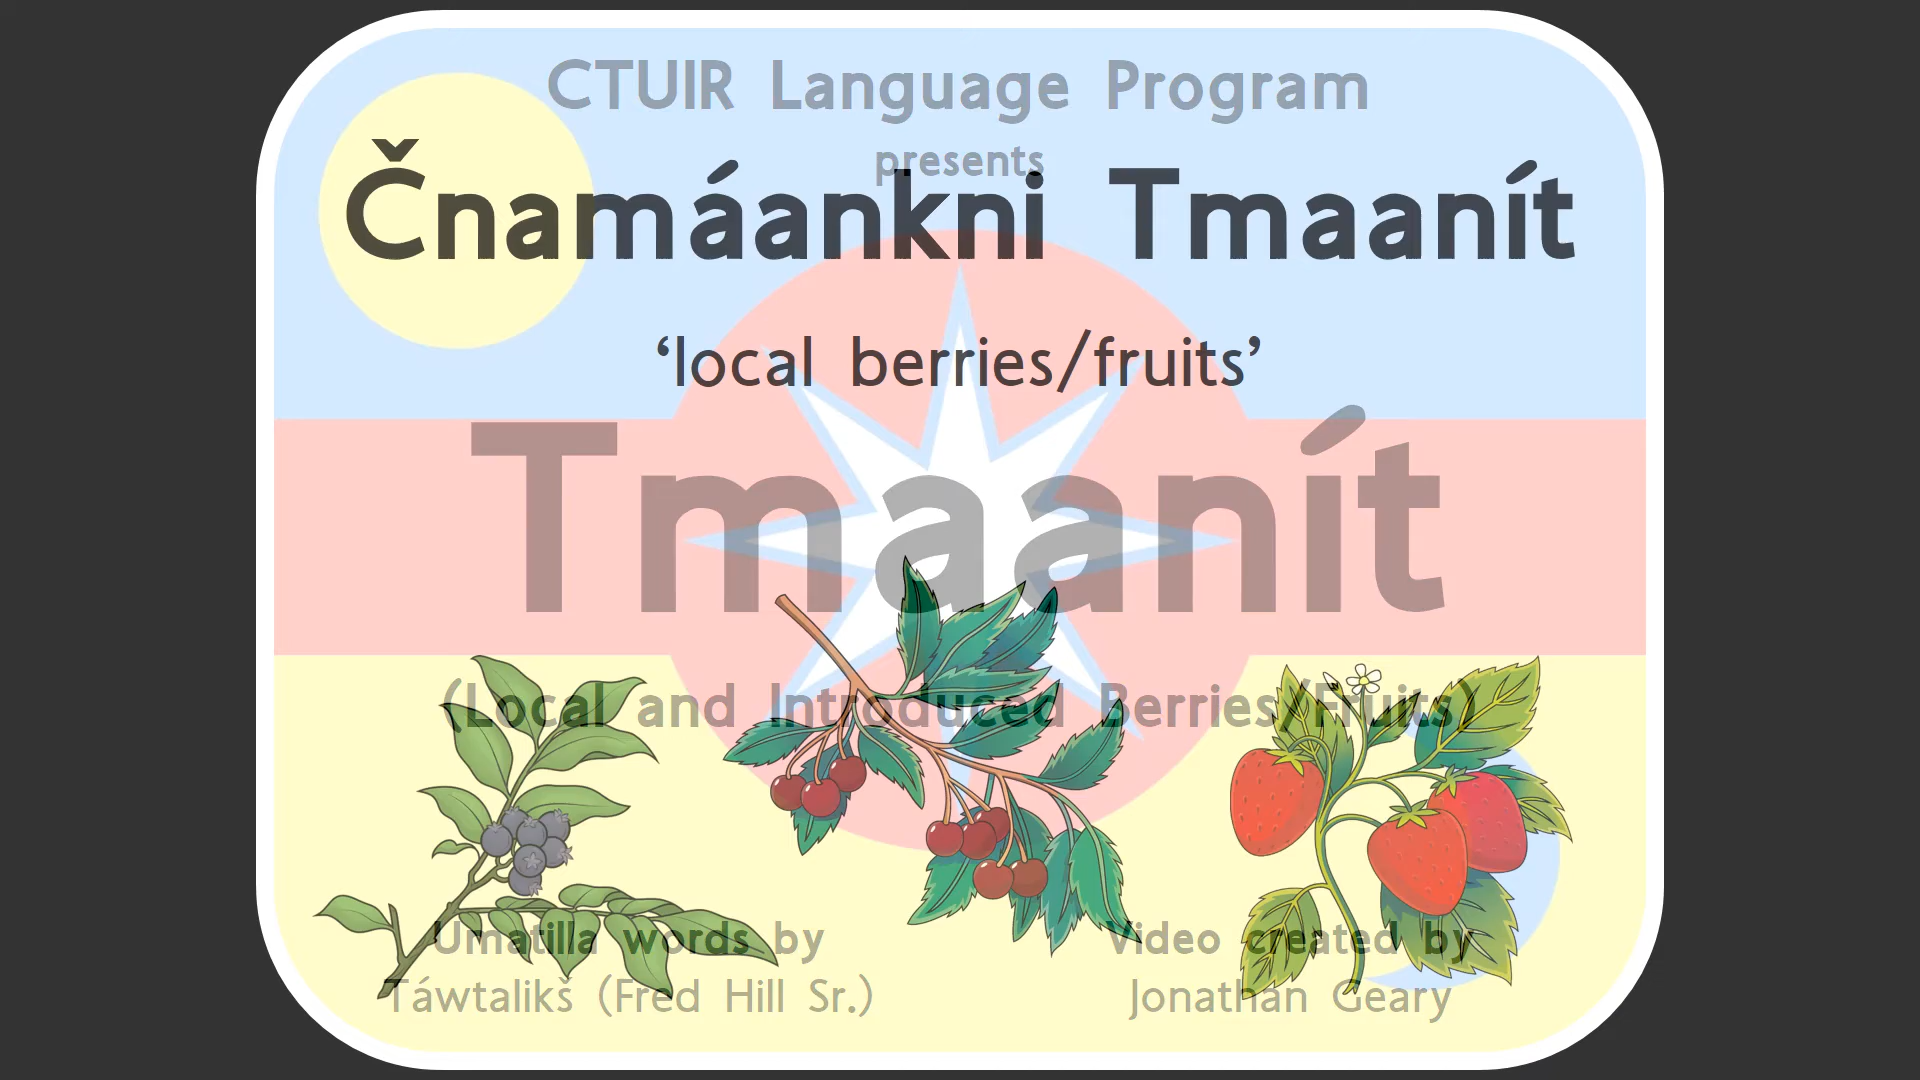 CTUIR Language Program
presents
Čnamáankni Tmaanít
‘local berries/fruits’
Tmaanít
(Local and Introduced Berries/Fruits)
Umatilla words by
Táwtalikš (Fred Hill Sr.)
Video created by
Jonathan Geary